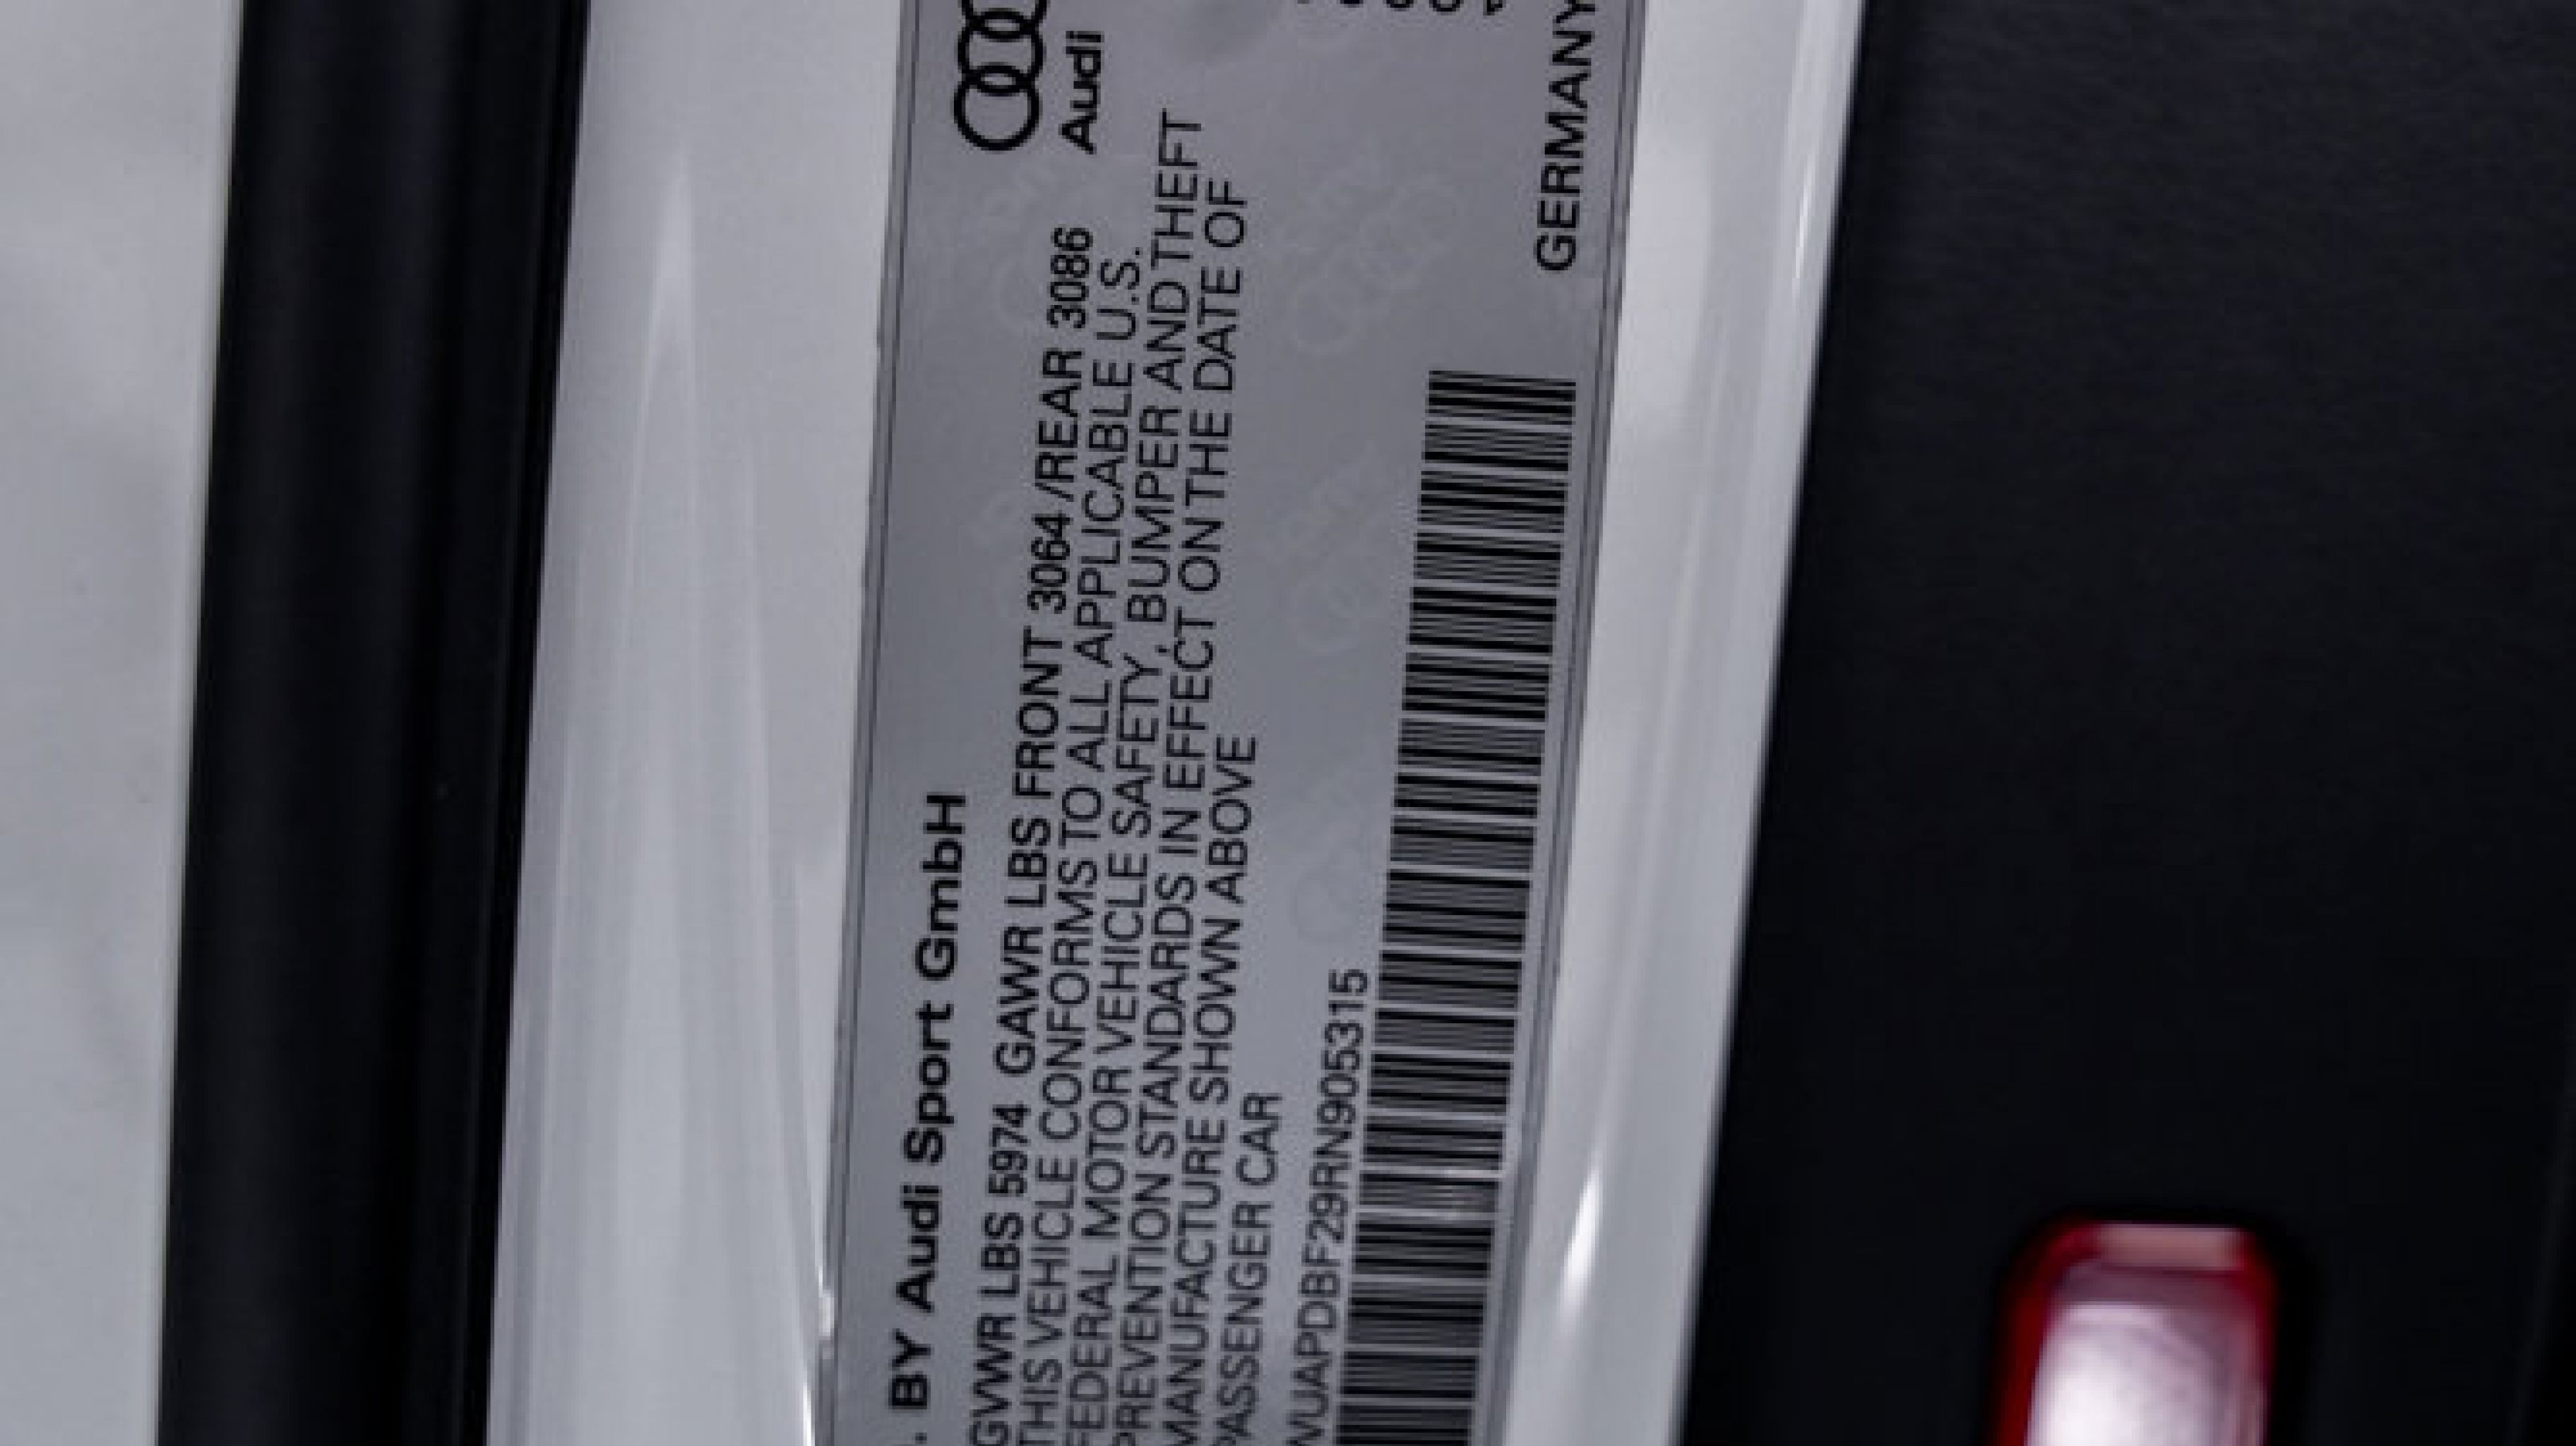 . BY Audi Sport GmbH
Audi
GVWR LBS 5974 GAWR LBS FRONT 3064 /REAR 3086
THIS VEHICLE CONFORMS TO ALL APPLICABLE U.S.
FEDERAL MOTOR VEHICLE SAFETY, BUMPER AND THEFT
PREVENTION STANDARDS IN EFFECT ON THE DATE OF
MANUFACTURE SHOWN ABOVE
PASSENGER CAR
WUAPDBF29RN905315
GERMANY